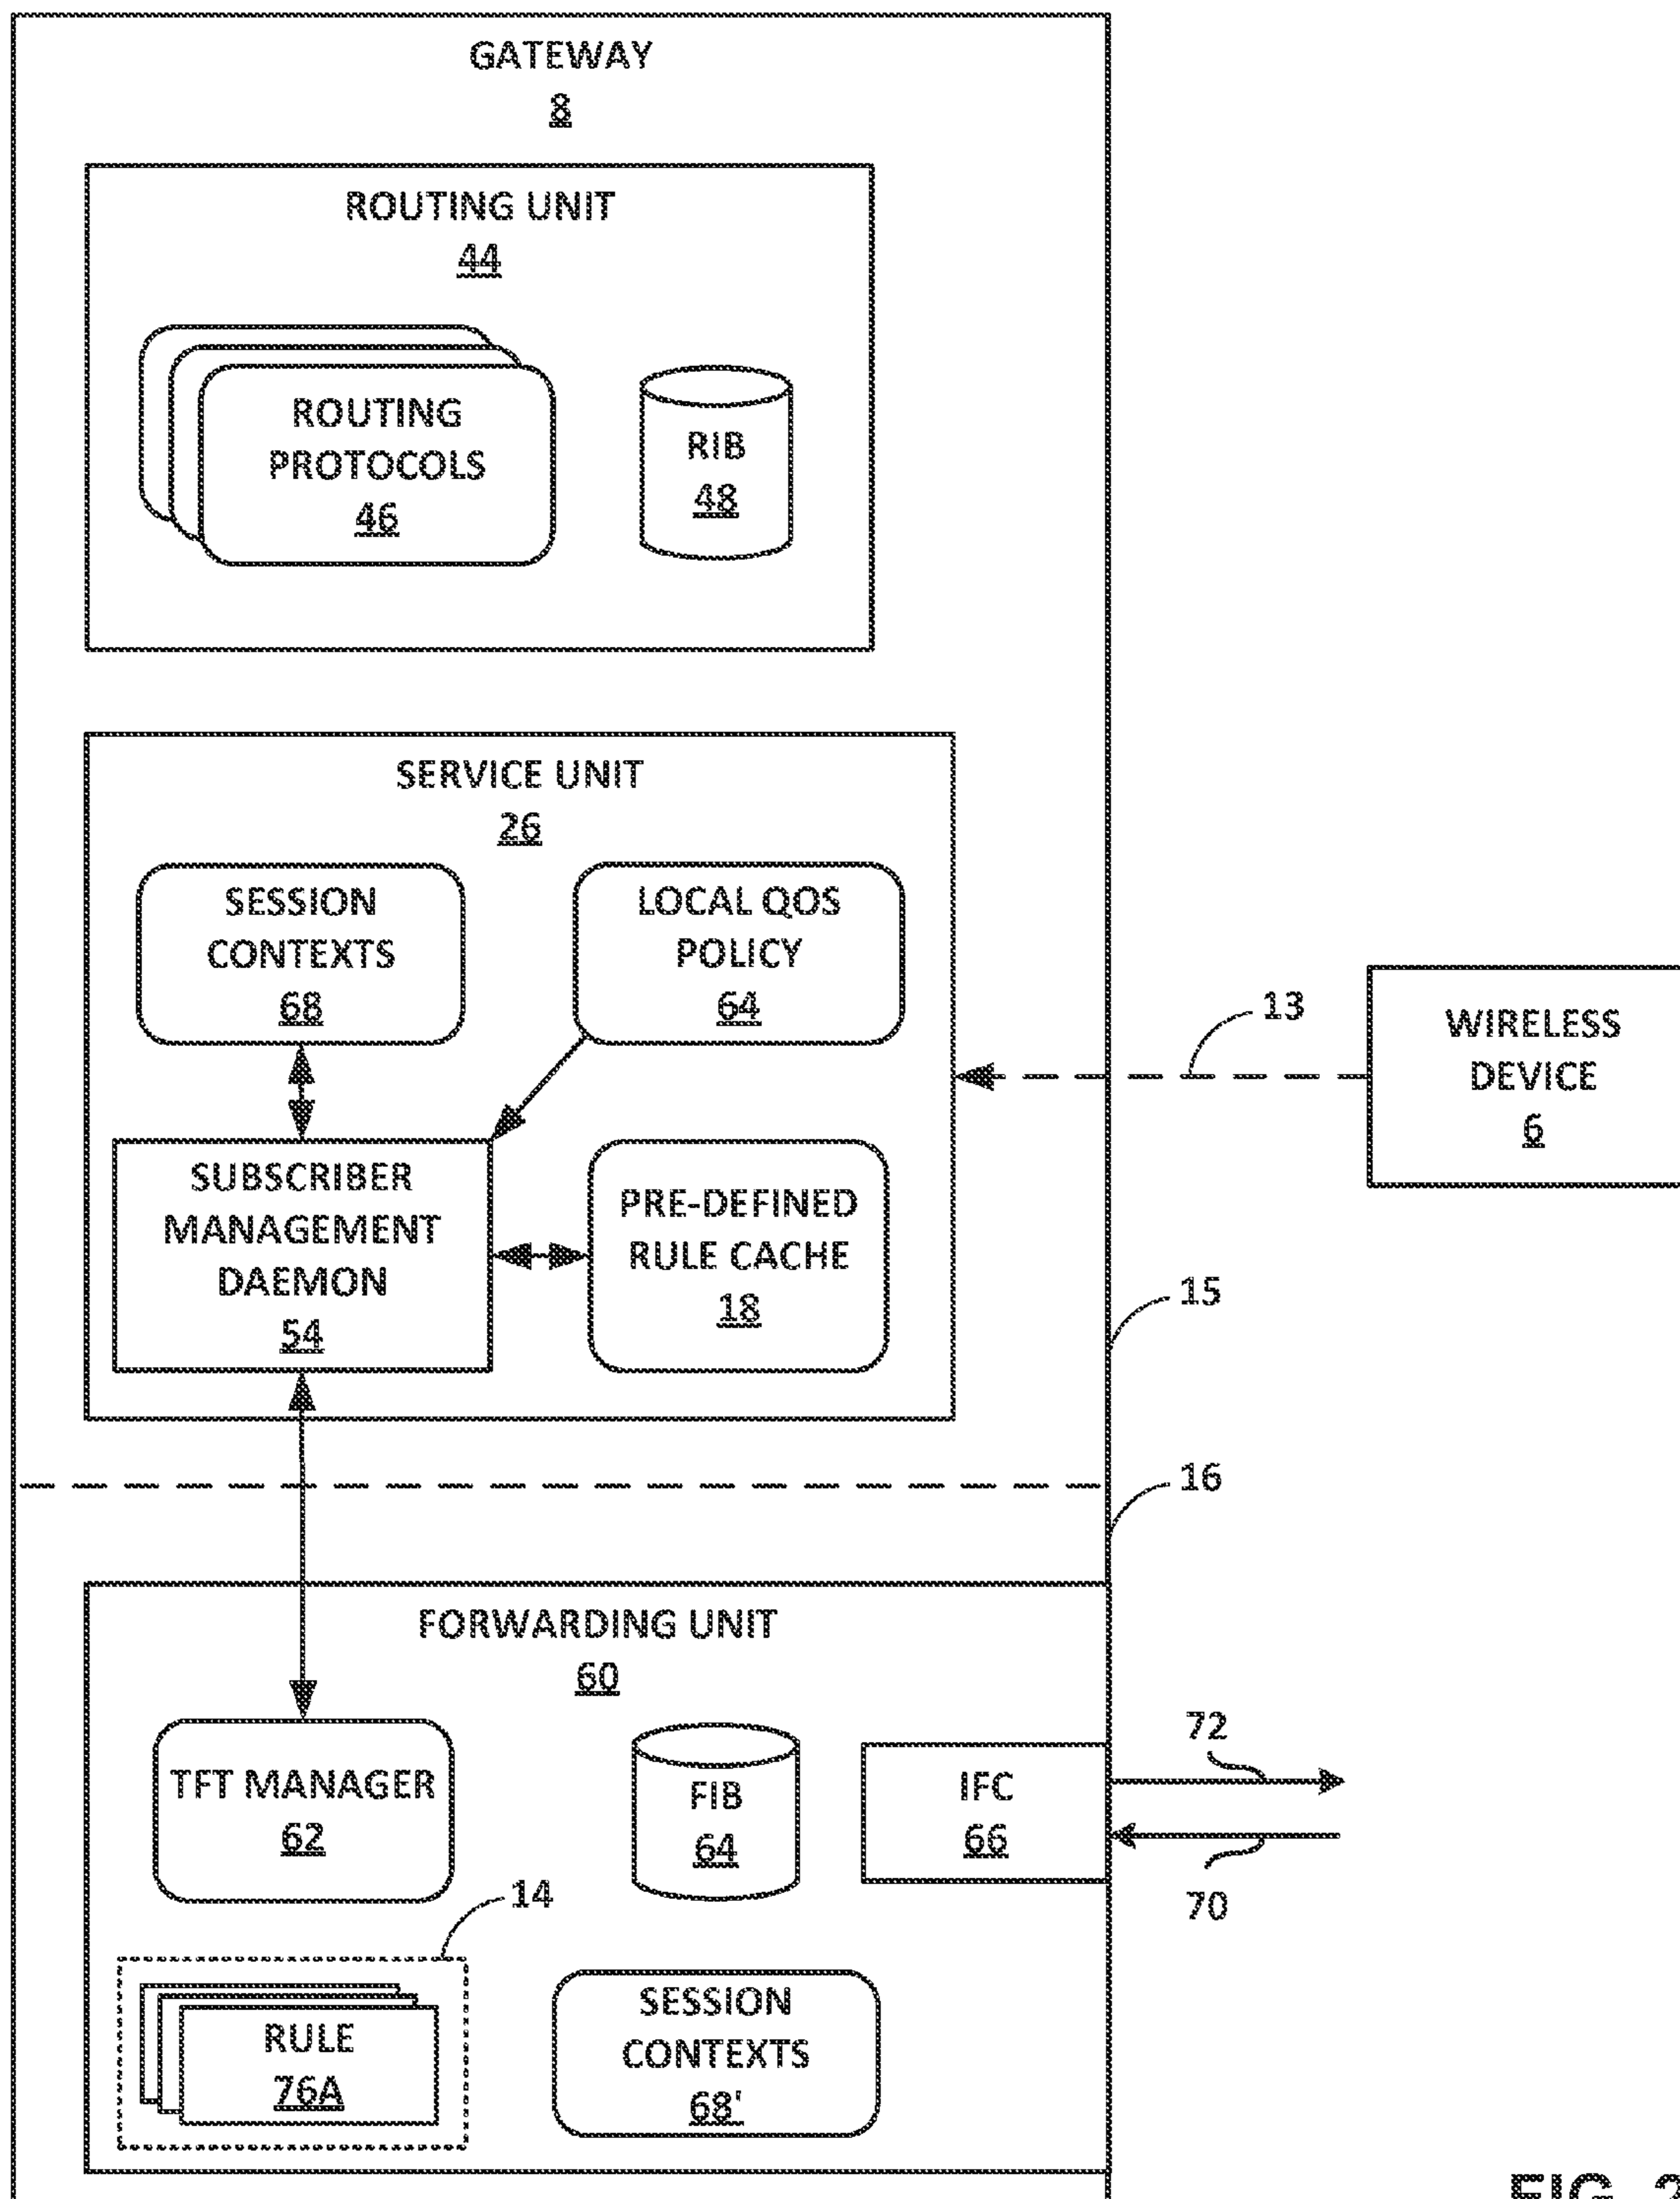 GATEWAY
8
ROUTING UNIT
44
ROUTING
PROTOCOLS
46
RIB
48
SERVICE UNIT
26
SESSION
CONTEXTS
68
LOCAL QOS
POLICY
64
SUBSCRIBER
MANAGEMENT
DAEMON
54
PRE-DEFINED
RULE CACHE
18
13
WIRELESS
DEVICE
6
15
16
FORWARDING UNIT
60
TFT MANAGER
62
FIB
64
IFC
66
72
70
14
RULE
76A
SESSION
CONTEXTS
68'
FIG. 2